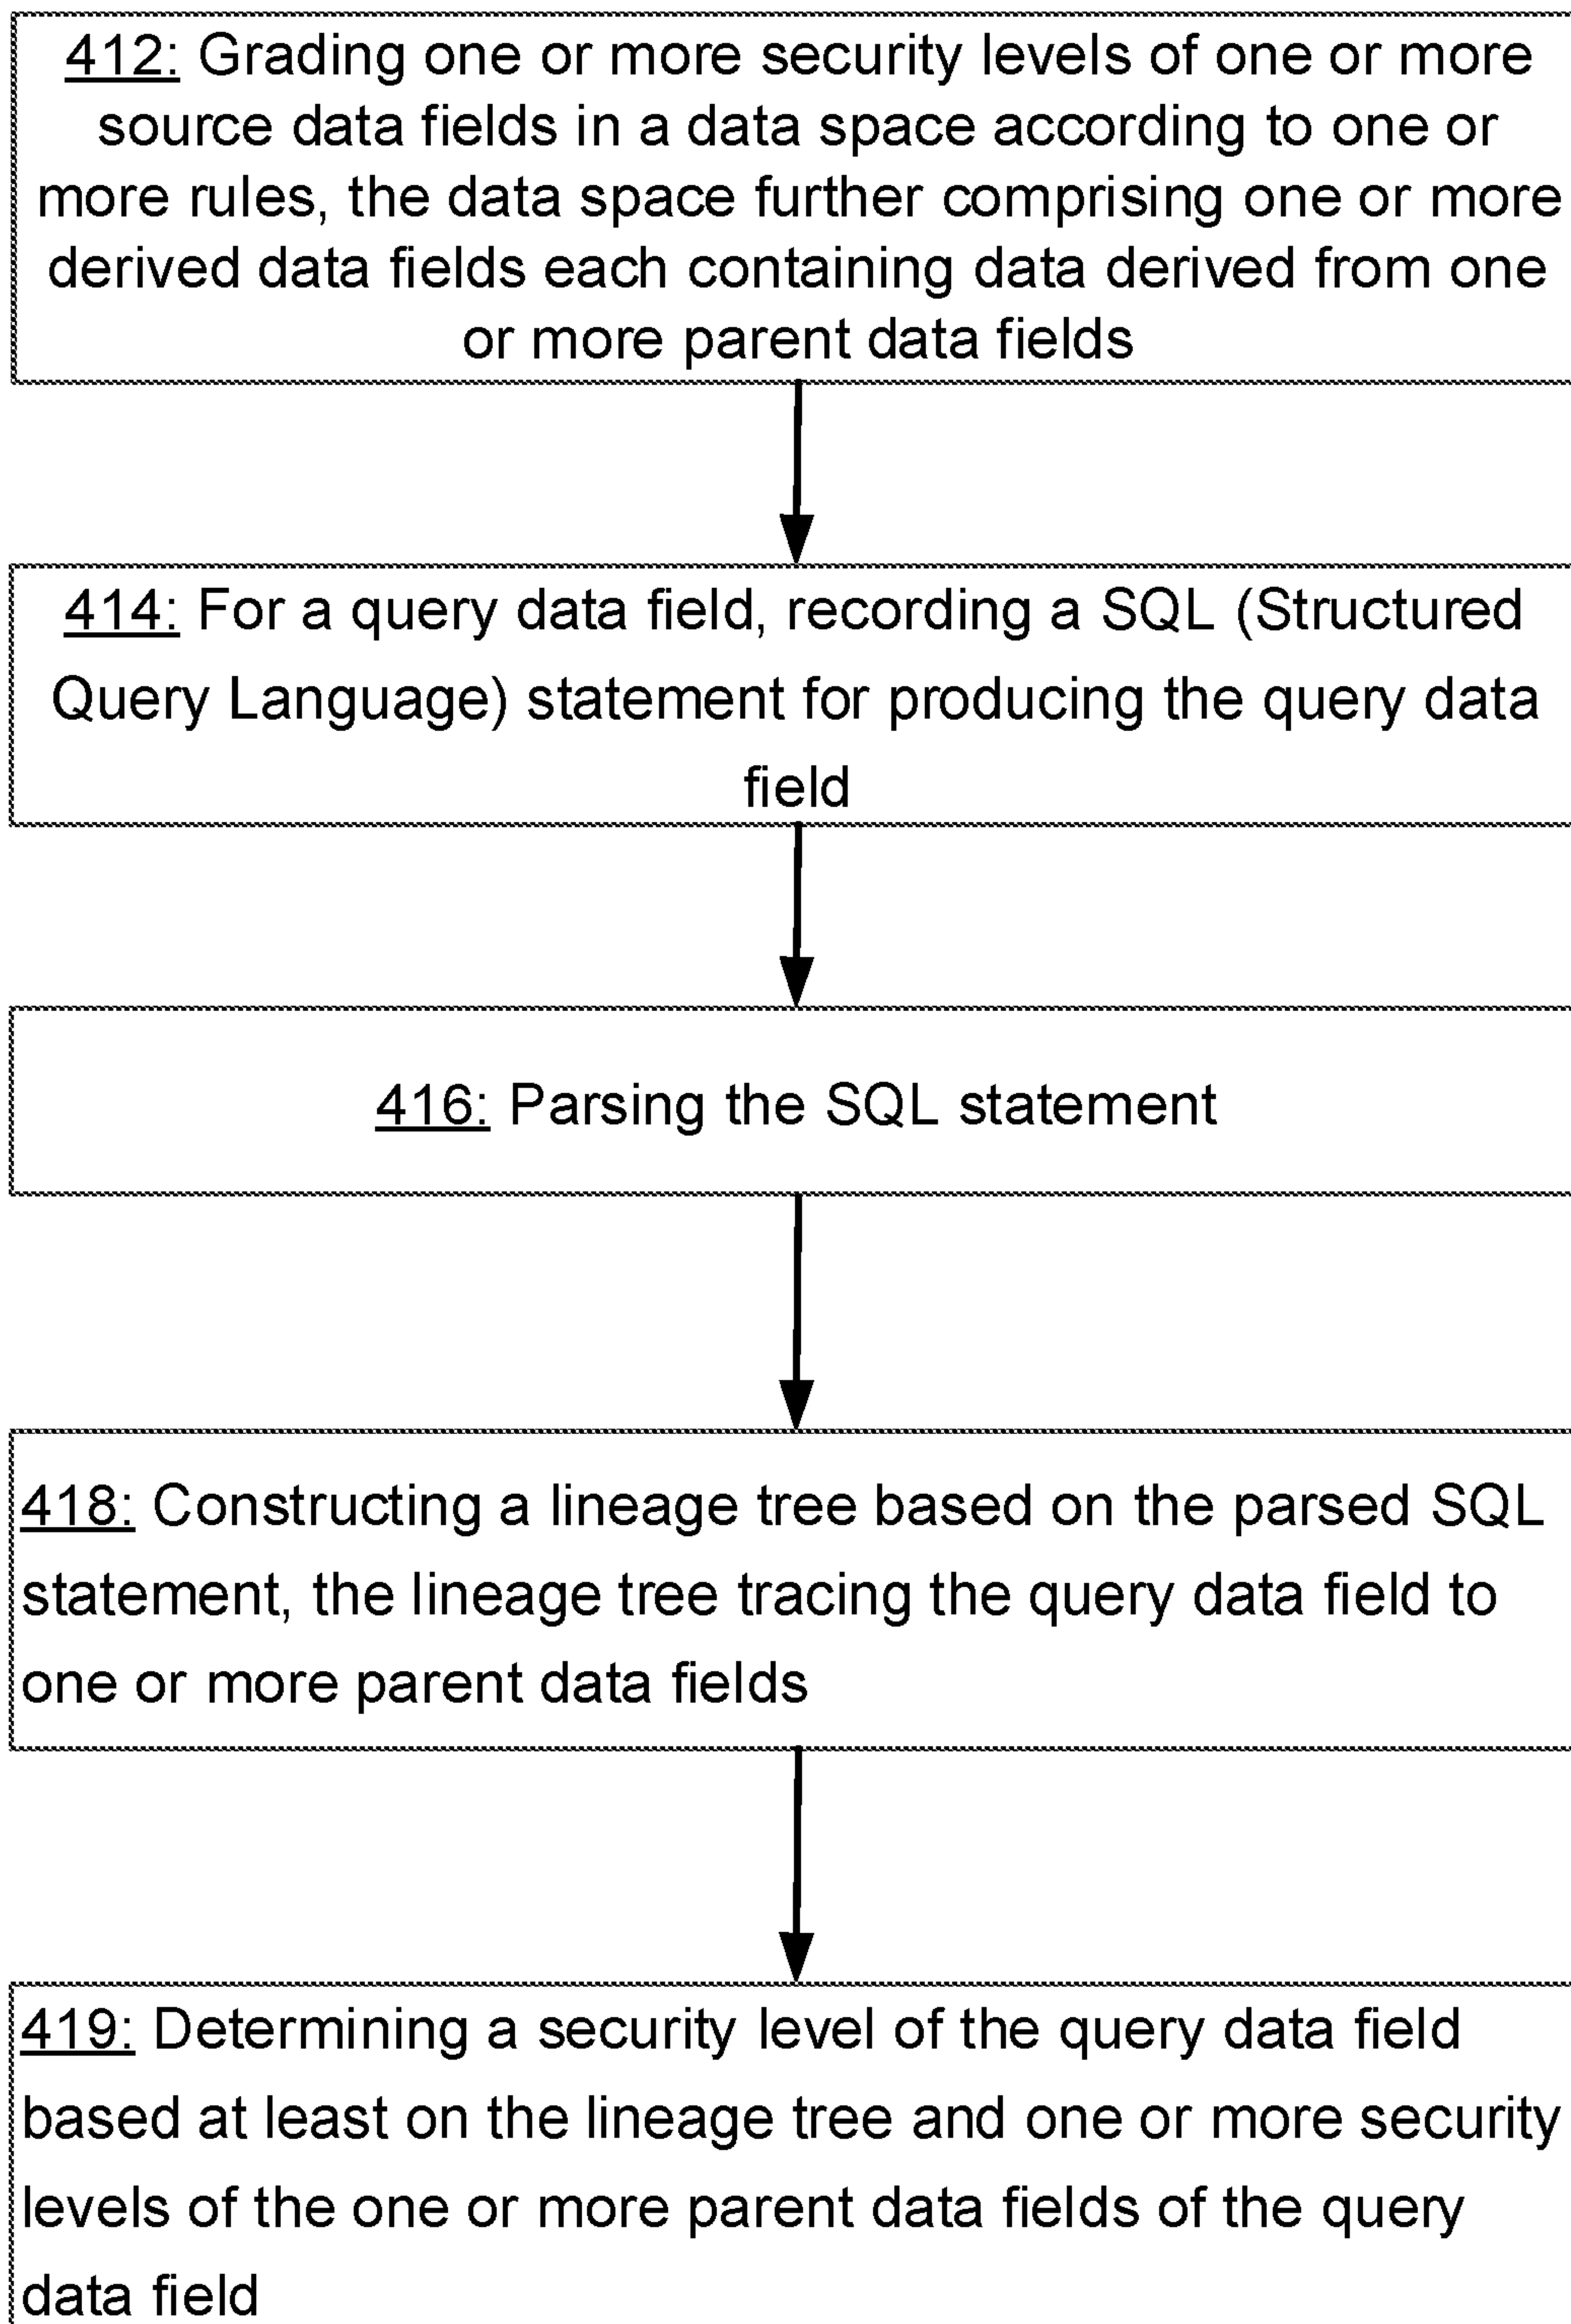 412: Grading one or more security levels of one or more
source data fields in a data space according to one or
more rules, the data space further comprising one or more
derived data fields each containing data derived from one
or more parent data fields
414: For a query data field, recording a SQL (Structured
Query Language) statement for producing the query data
field
416: Parsing the SQL statement
418: Constructing a lineage tree based on the parsed SQL
statement, the lineage tree tracing the query data field to
one or more parent data fields
419: Determining a security level of the query data field
based at least on the lineage tree and one or more security
levels of the one or more parent data fields of the query
data field